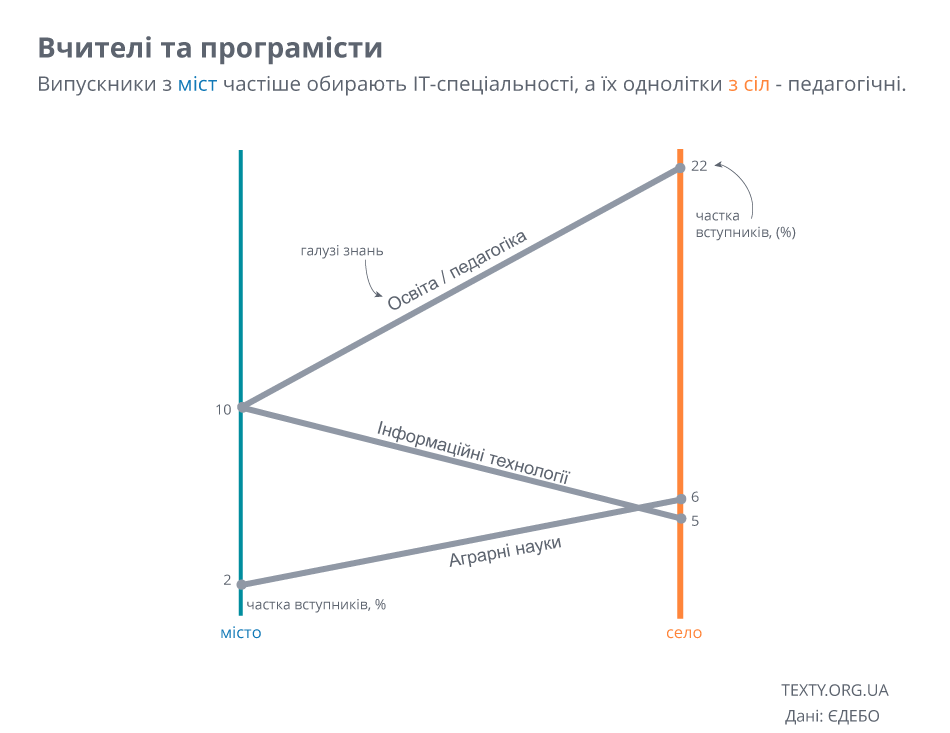 Вчителі та програмісти
Випускники з міст частіше обирають ІТ-спеціальності, а їх однолітки з сіл - педагогічні.
22
частка
вступників, (%)
галузі знань
Освіта / педагогіка
10
Інформаційні технології
6
5
Аграрні науки
2
частка вступників, %
місто
село
TEXTY.ORG.UA
Дані: ЄДЕБО